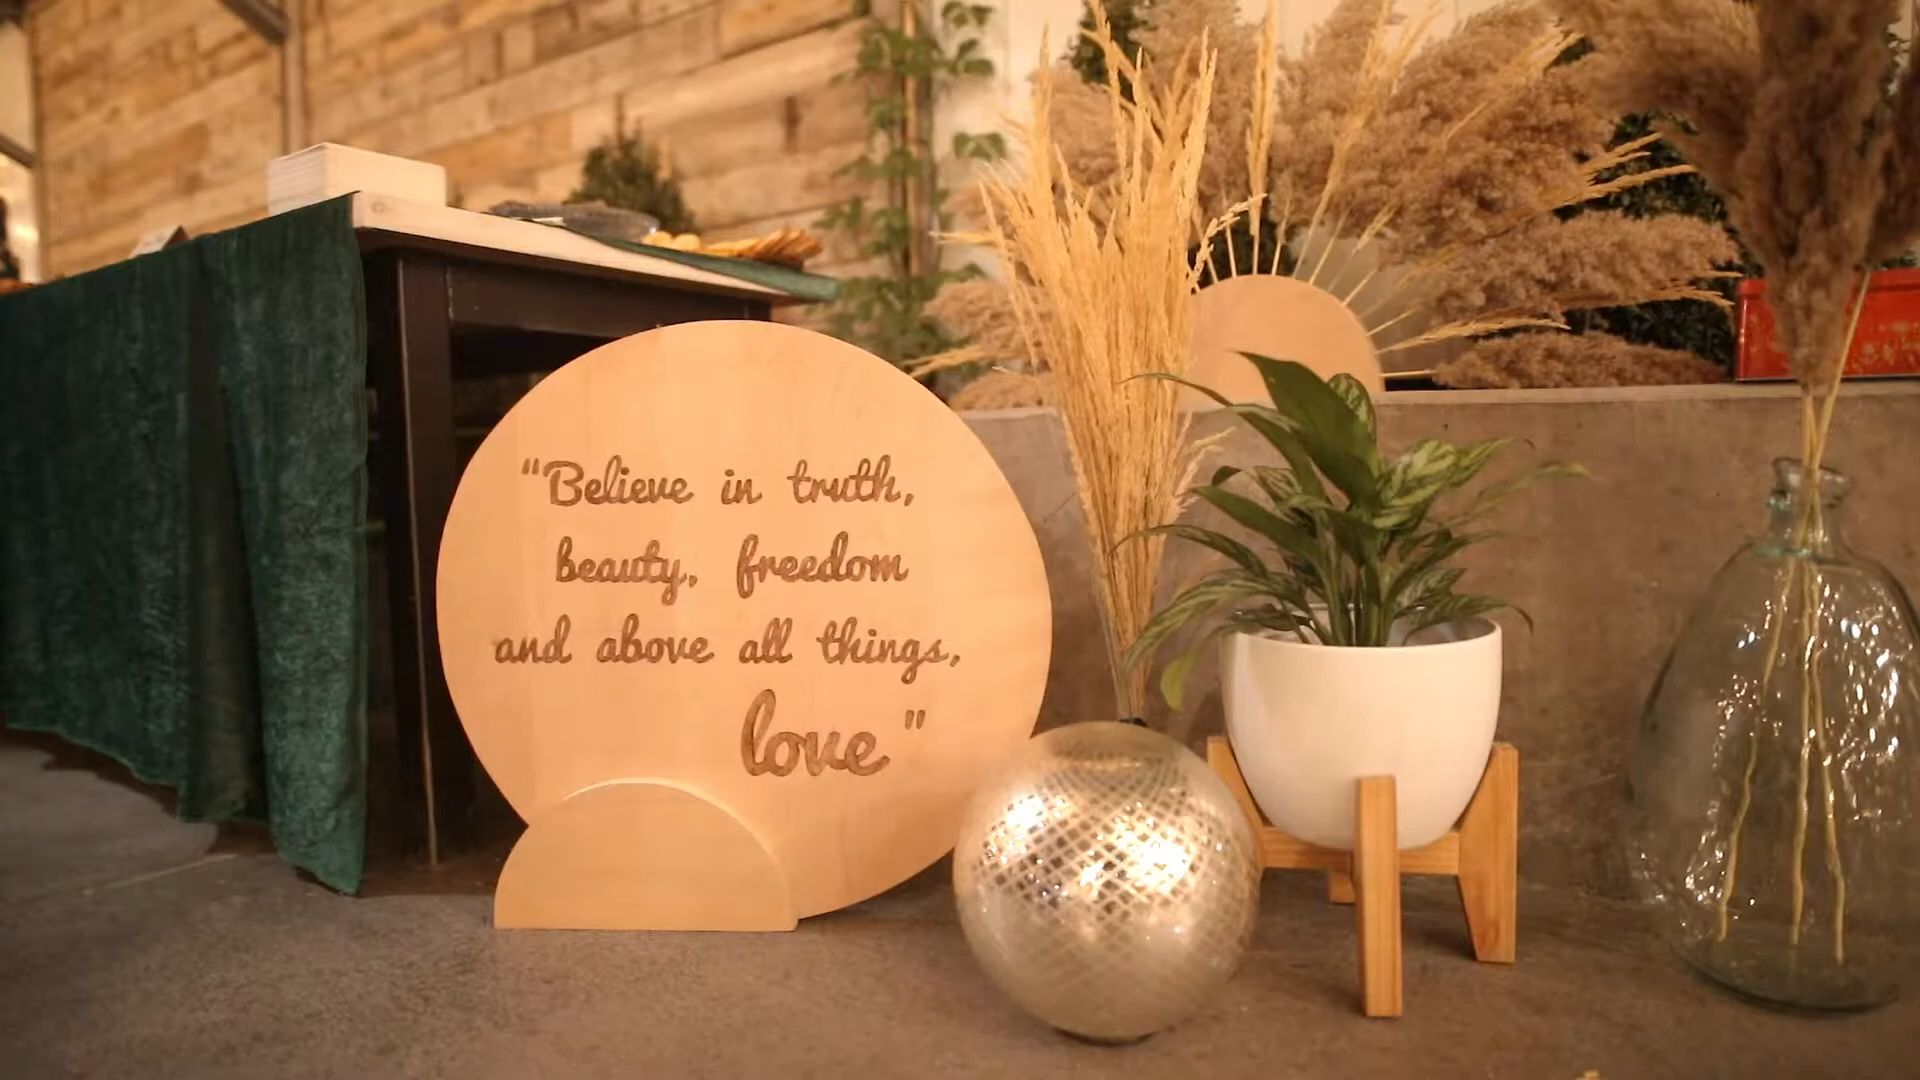 “Believe in truth,
beauty, freedom
and above all things,
love”